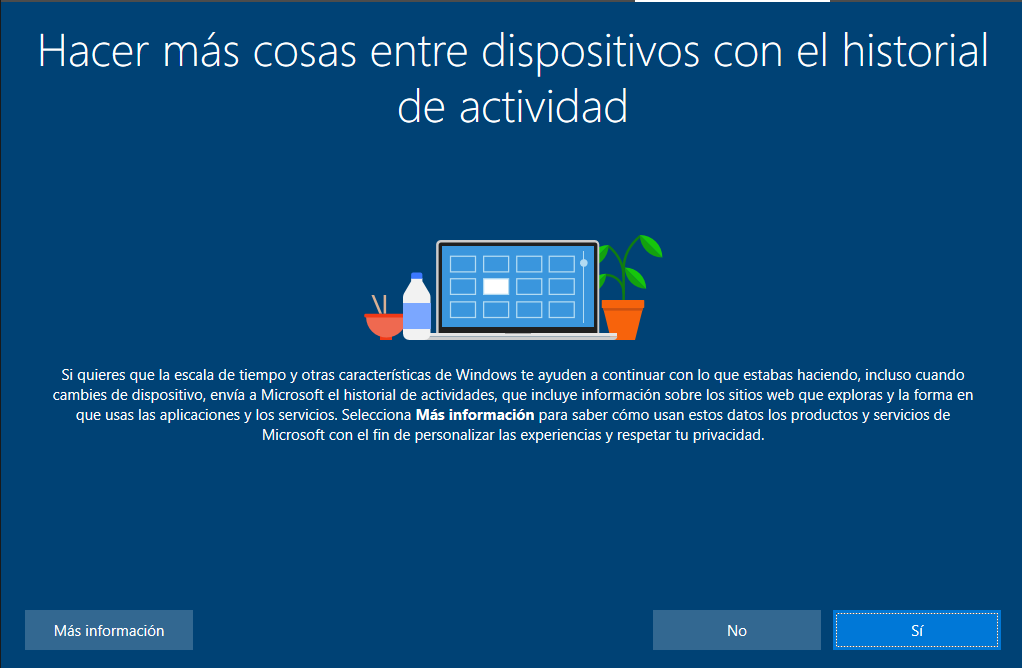 Hacer más cosas entre dispositivos con el historial
de actividad
Si quieres que la escala de tiempo y otras características de Windows te ayuden a continuar con lo que estabas haciendo, incluso cuando
cambies de dispositivo, envía a Microsoft el historial de actividades, que incluye información sobre los sitios web que exploras y la forma en
que usas las aplicaciones y los servicios. Selecciona Más información para saber cómo usan estos datos los productos y servicios de
Microsoft con el fin de personalizar las experiencias y respetar tu privacidad.
Más información
No
Sí